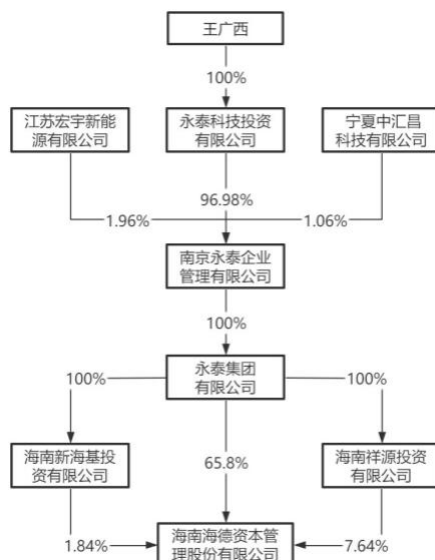 王广西
100%
江苏宏宇新能
源有限公司
永泰科技投资
有限公司
宁夏中汇昌
科技有限公司
96.98%
1.96%
1.06%
南京永泰企业
管理有限公司
100%
永泰集团
有限公司
100%
100%
海南新海基投
资有限公司
65.8%
海南祥源投资
有限公司
1.84%
海南海德资本管
理股份有限公司
7.64%